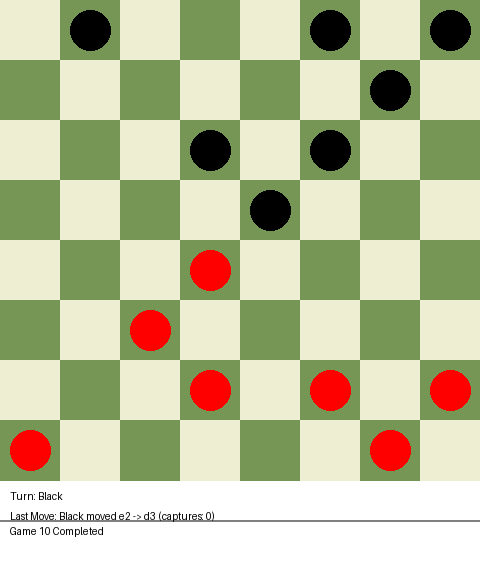 Turn: Black
Last Move: Black moved e2 -> d3 (captures: 0)
Game 10 Completed